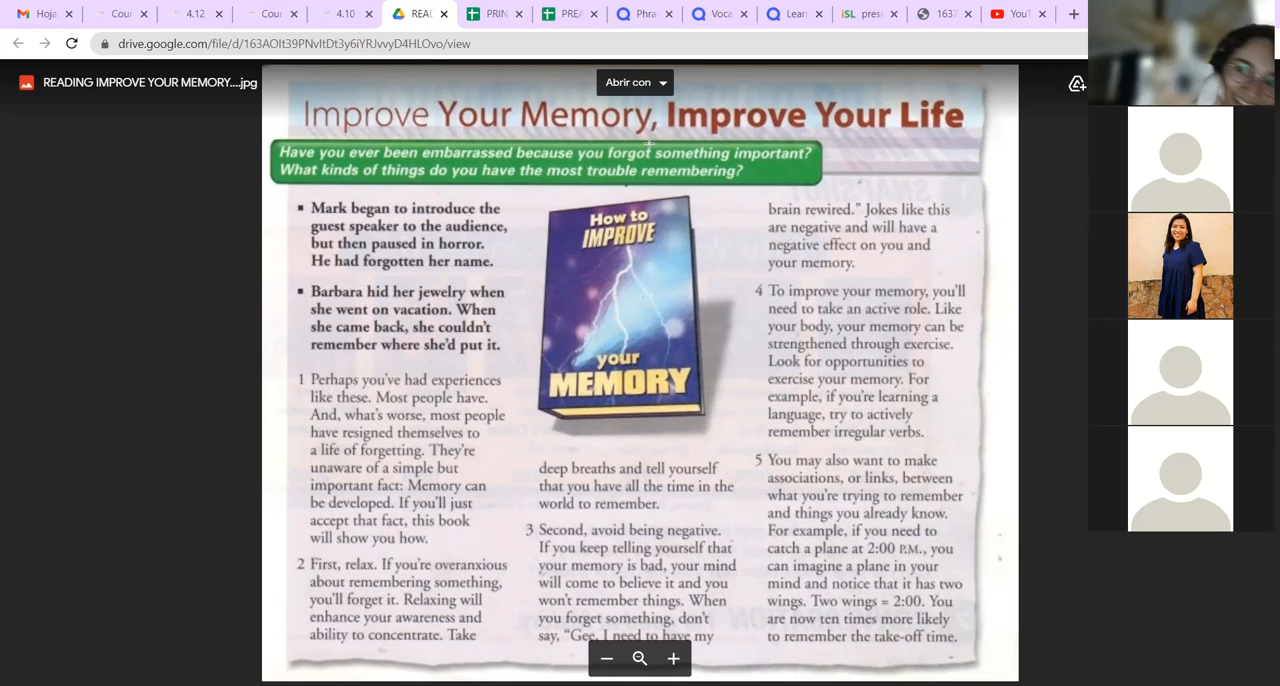 Hoja
Cour
4.12
Cour
4.10
READ
PRIN
PREA
Phra
Voca
Learn
iSL
pres
1637
YouT
drive.google.com/file/d/163AOIt39PNvItDt3y6iYRJvvyD4HLOvo/view
READING IMPROVE YOUR MEMORY....jpg
Abrir con
Improve Your Memory, Improve Your Life
Have you ever been embarrassed because you forgot something important?
What kinds of things do you have the most trouble remembering?
▪ Mark began to introduce the
guest speaker to the audience,
but then paused in horror.
He had forgotten her name.
▪ Barbara hid her jewelry when
she went on vacation. When
she came back, she couldn't
remember where she'd put it.
1 Perhaps you've had experiences
like these. Most people have.
And, what's worse, most people
have resigned themselves to
a life of forgetting. They're
unaware of a simple but
important fact: Memory can
be developed. If you'll just
accept that fact, this book
will show you how.
2 First, relax. If you're overanxious
about remembering something,
you'll forget it. Relaxing will
enhance your awareness and
ability to concentrate. Take
How to
IMPROVE
your
MEMORY
deep breaths and tell yourself
that you have all the time in the
world to remember.
3 Second, avoid being negative.
If you keep telling yourself that
your memory is bad, your mind
will come to believe it and you
won't remember things. When
you forget something, don't
say, "Gee, I need to have my
brain rewired." Jokes like this
are negative and will have a
negative effect on you and
your memory.
4 To improve your memory, you'll
need to take an active role. Like
your body, your memory can be
strengthened through exercise.
Look for opportunities to
exercise your memory. For
example, if you're learning a
language, try to actively
remember irregular verbs.
5 You may also want to make
associations, or links, between
what you're trying to remember
and things you already know.
For example, if you need to
catch a plane at 2:00 P.M., you
can imagine a plane in your
mind and notice that it has two
wings. Two wings = 2:00. You
are now ten times more likely
to remember the take-off time.